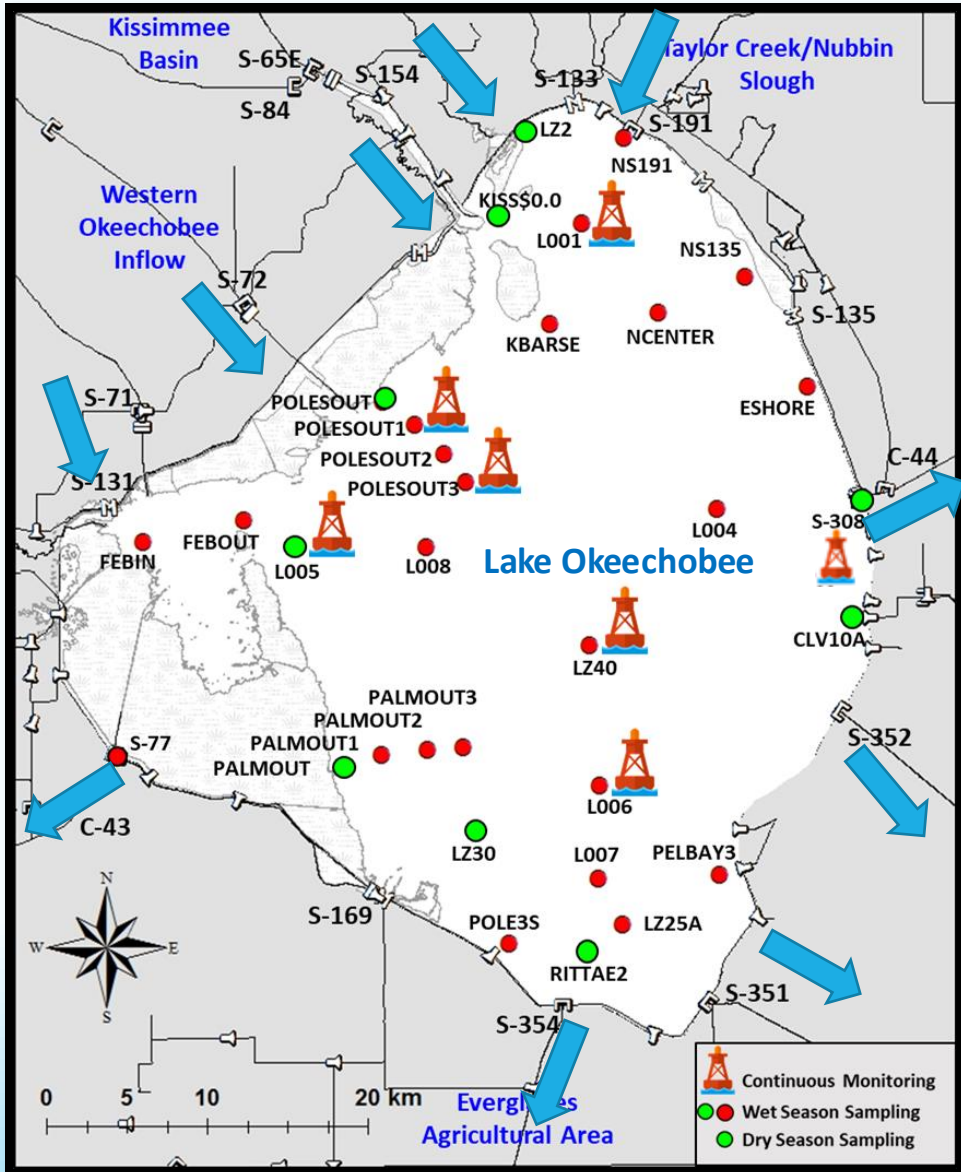 Kissimmee
Basin
S-65E
S-154
S-84
S-133
Taylor Creek/Nubbin
Slough
S-191
LZ2
NS191
KISS$0.0
L001
Western
Okeechobee
Inflow
NS135
S-72
S-135
KBARSE
NCENTER
ESHORE
POLESOUT
POLESOUT1
POLESOUT2
POLESOUT3
S-71
C-44
S-131
S-308
FEBIN
FEBOUT
L005
L008
L004
Lake Okeechobee
CLV10A
LZ40
PALMOUT3
PALMOUT2
PALMOUT1
PALMOUT
S-77
S-352
C-43
L006
LZ30
L007
PELBAY3
S-169
POLE3S
LZ25A
RITTAE2
N
W
E
S
S-354
S-351
0 10 20 km
Everglades
Agricultural Area
Continuous Monitoring
Wet Season Sampling
Dry Season Sampling